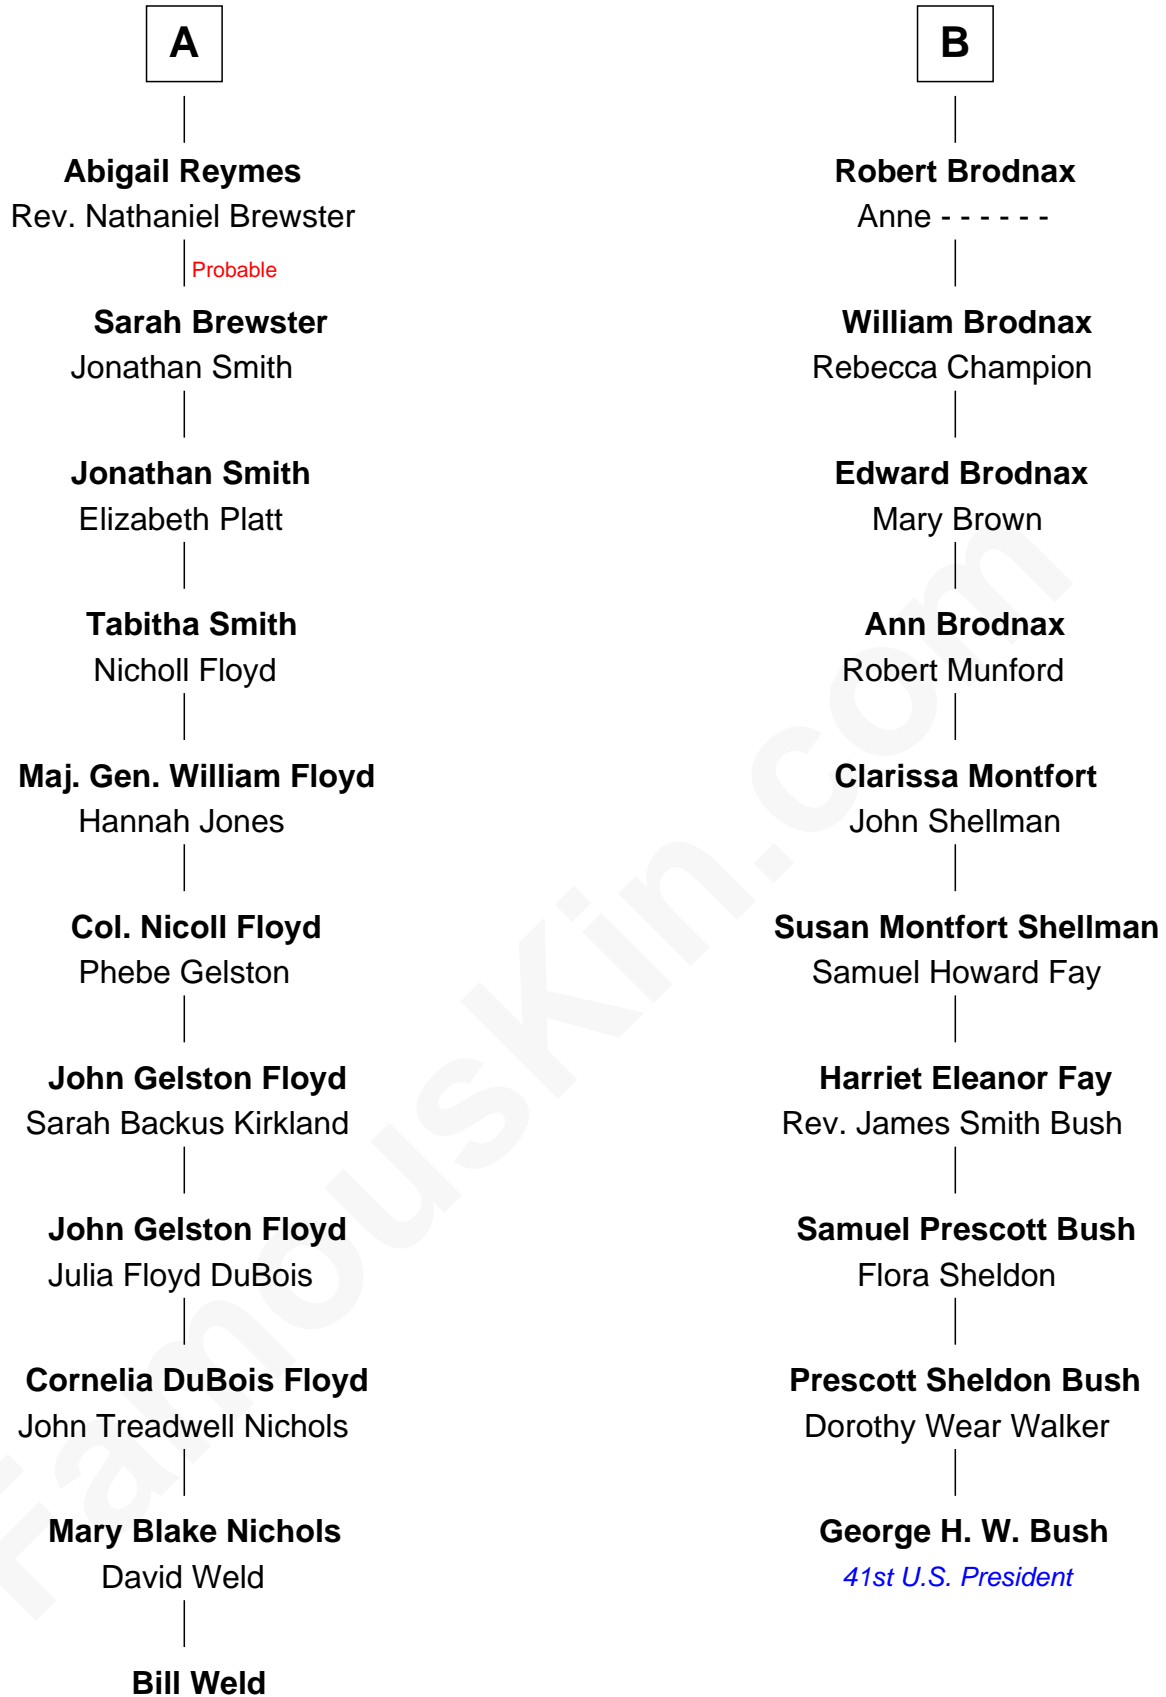 A
Abigail Reymes
Rev. Nathaniel Brewster
Probable
Sarah Brewster
Jonathan Smith
Jonathan Smith
Elizabeth Platt
Tabitha Smith
Nicholl Floyd
Maj. Gen. William Floyd
Hannah Jones
Col. Nicoll Floyd
Phebe Gelston
John Gelston Floyd
Sarah Backus Kirkland
John Gelston Floyd
Julia Floyd DuBois
Cornelia DuBois Floyd
John Treadwell Nichols
Mary Blake Nichols
David Weld
Bill Weld
B
Robert Brodnax
Anne - - - - - -
William Brodnax
Rebecca Champion
Edward Brodnax
Mary Brown
Ann Brodnax
Robert Munford
Clarissa Montfort
John Shellman
Susan Montfort Shellman
Samuel Howard Fay
Harriet Eleanor Fay
Rev. James Smith Bush
Samuel Prescott Bush
Flora Sheldon
Prescott Sheldon Bush
Dorothy Wear Walker
George H. W. Bush
41st U.S. President
FamousKin.com